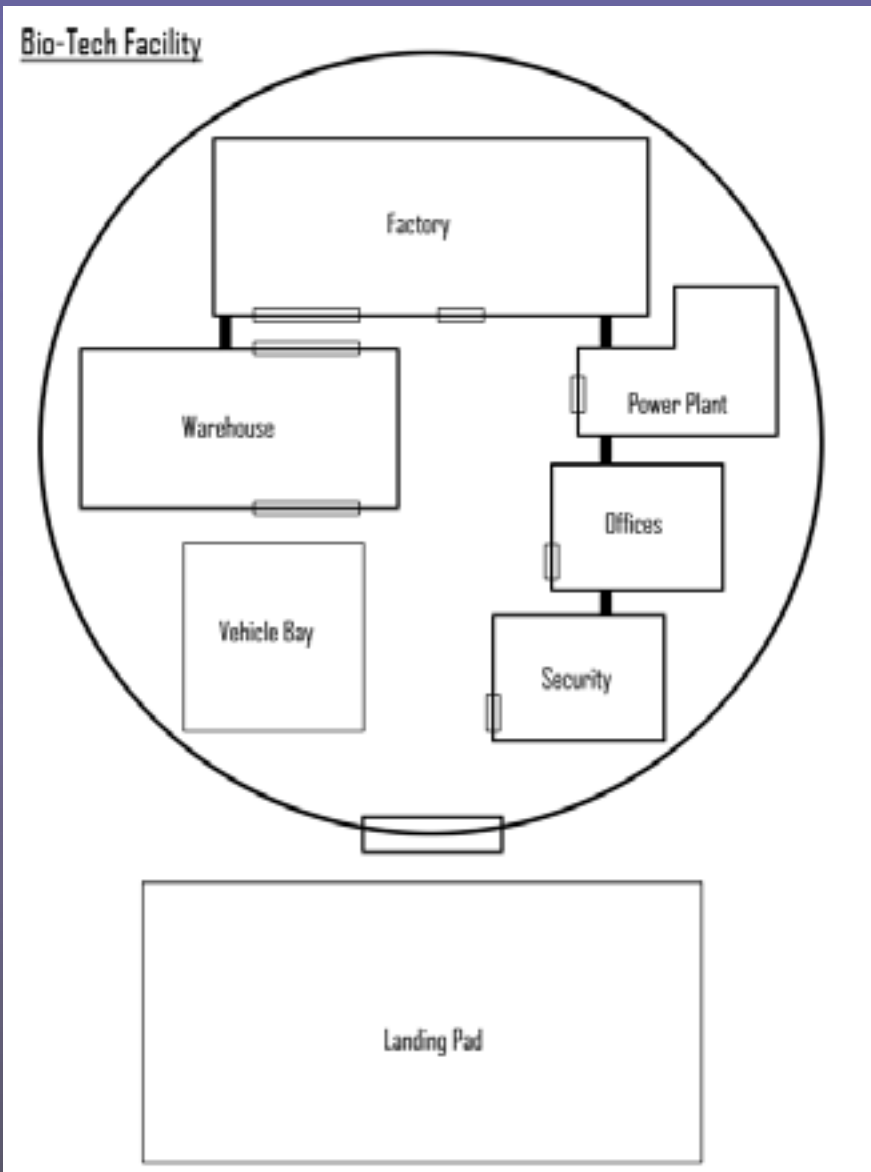 Bio-Tech Facility
Factory
Power Plant
Warehouse
Offices
Vehicle Bay
Security
Landing Pad